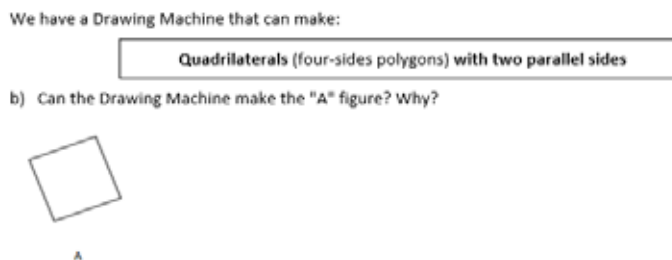 We have a Drawing Machine that can make:
Quadrilaterals (four-sides polygons) with two parallel sides
b) Can the Drawing Machine make the "A" figure? Why?
A